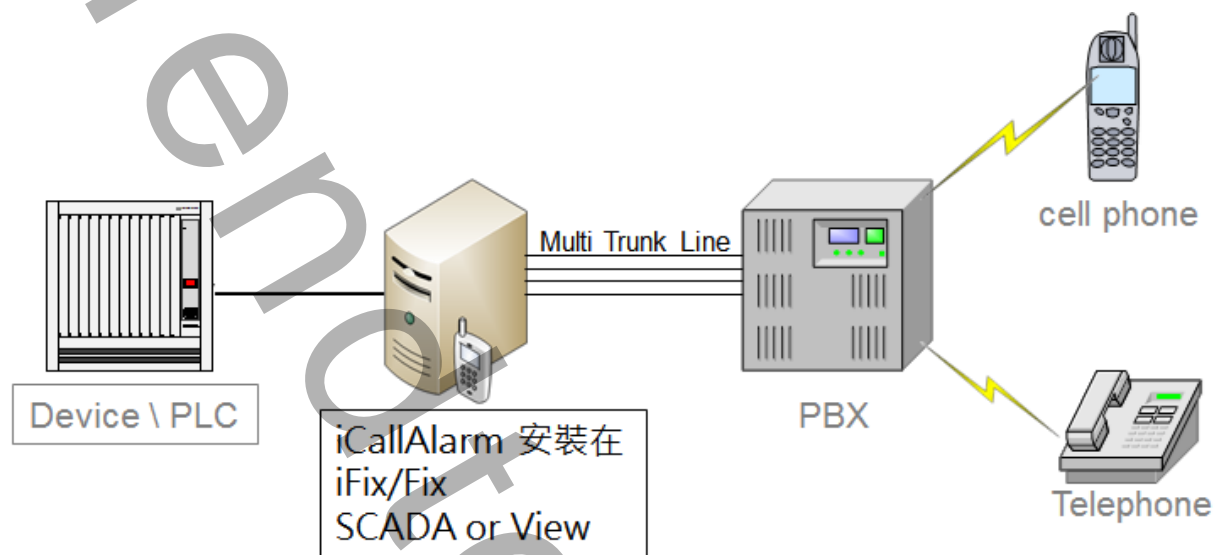 Multi Trunk Line
cell phone
Device \ PLC
PBX
iCallAlarm 安裝在
iFix/Fix
SCADA or View
Telephone